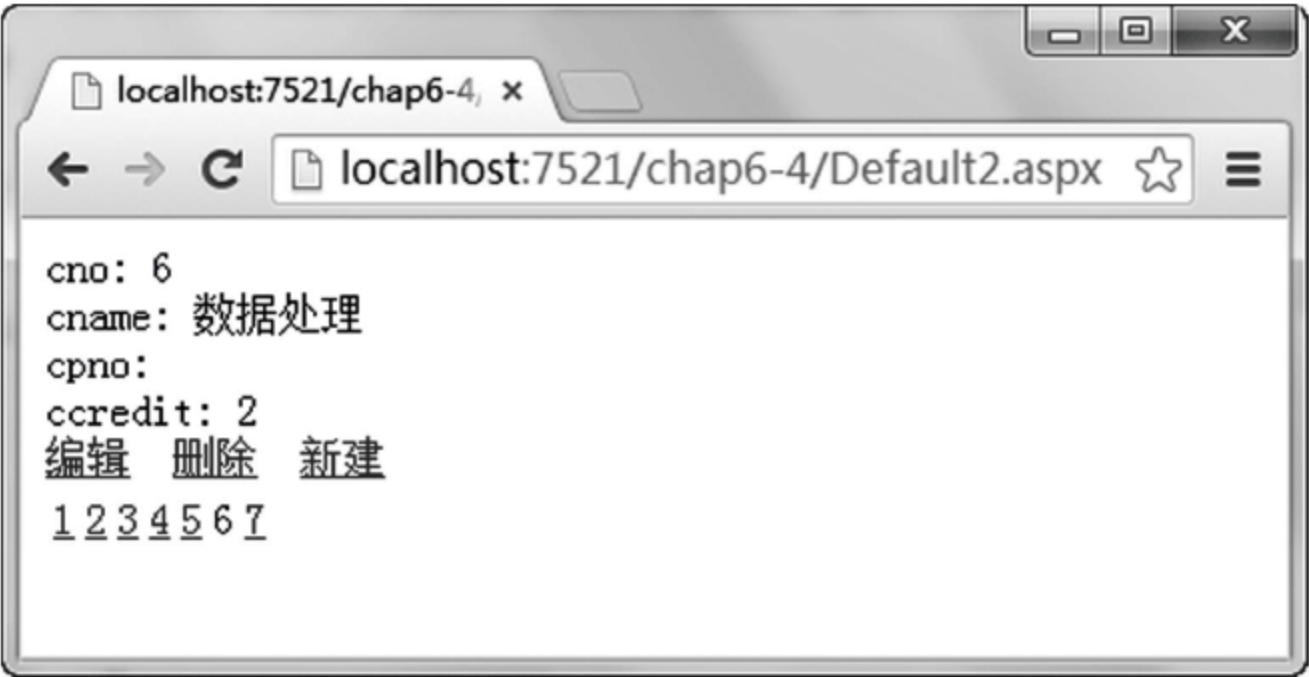 localhost:7521/chap6-4,
localhost:7521/chap6-4/Default2.aspx
cno: 6
cname: 数据处理
cpno:
ccredit: 2
编辑 删除 新建
1 2 3 4 5 6 7